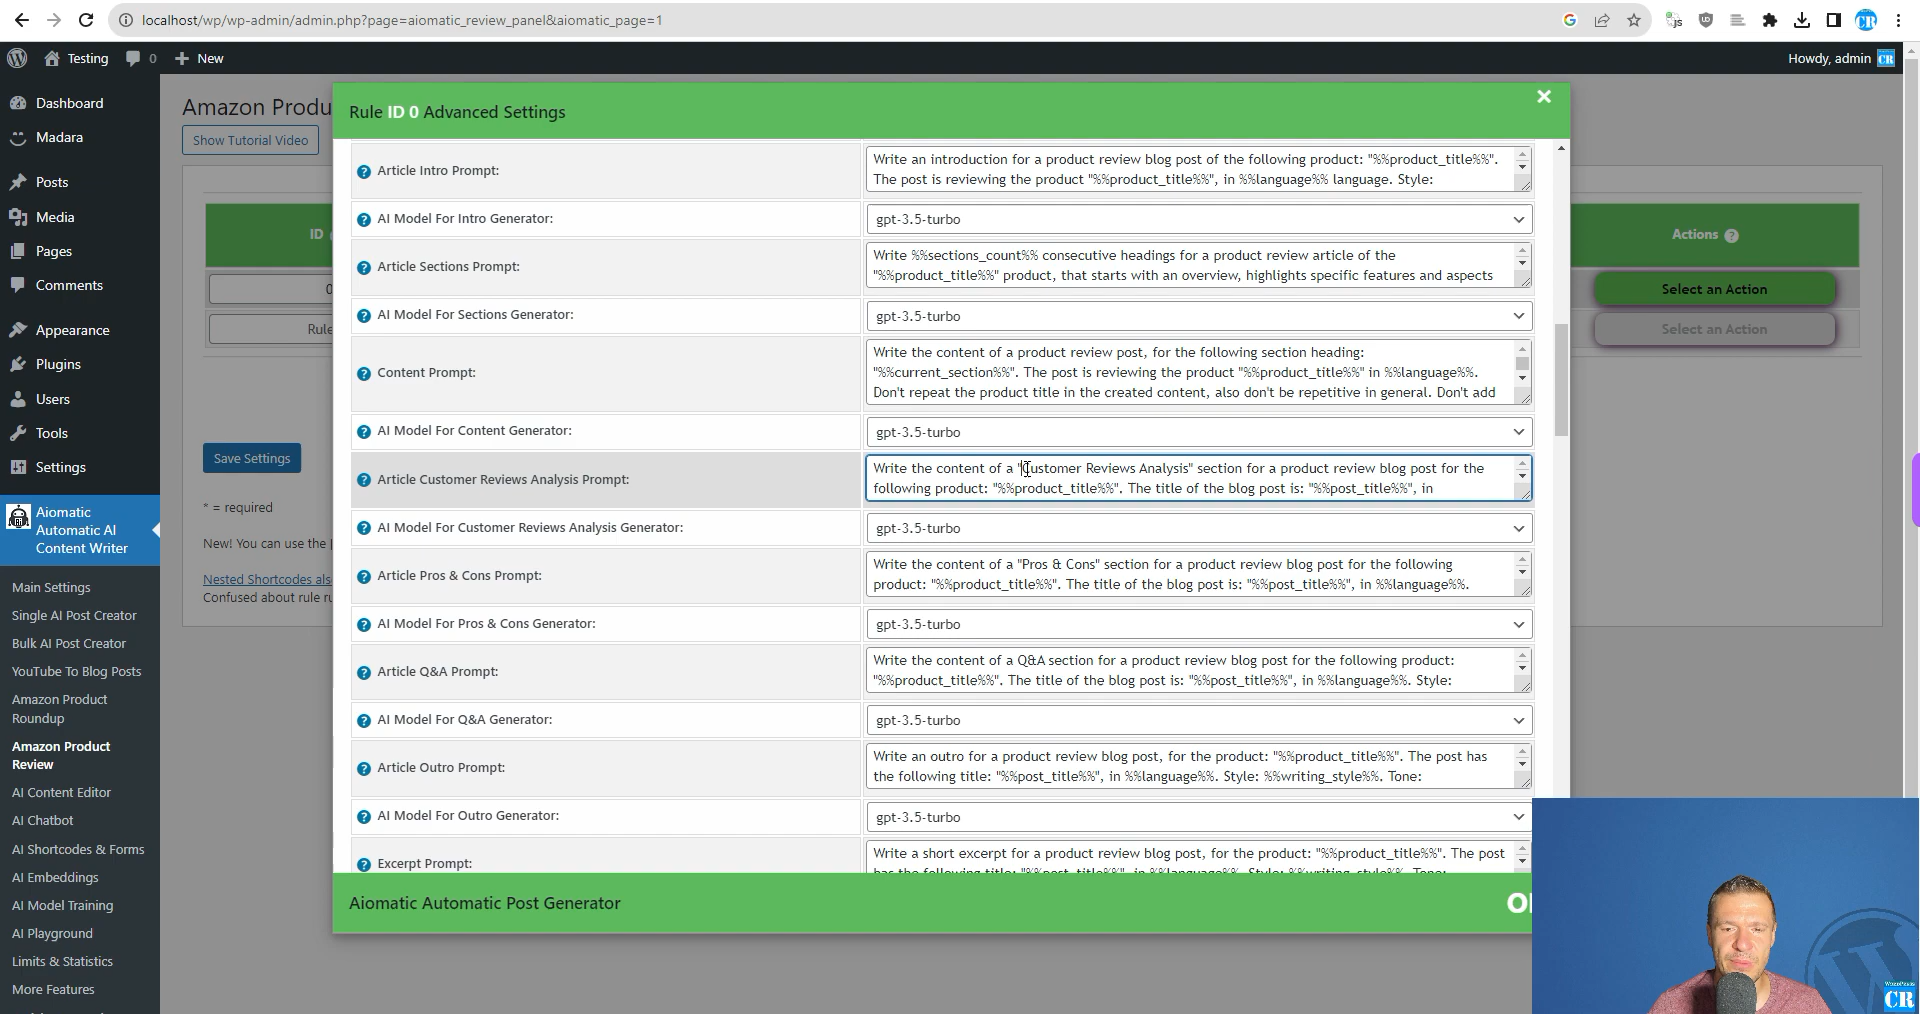 localhost/wp/wp-admin/admin.php?page=aiomatic_review_panel&aiomatic_page=1
Testing
0
New
Howdy, admin
Dashboard
Madara
Posts
Media
Pages
Comments
Appearance
Plugins
Users
Tools
Settings
Aiomatic
Automatic AI
Content Writer
Main Settings
Single AI Post Creator
Bulk AI Post Creator
YouTube To Blog Posts
Amazon Product
Roundup
Amazon Product
Review
AI Content Editor
AI Chatbot
AI Shortcodes & Forms
AI Embeddings
AI Model Training
AI Playground
Limits & Statistics
More Features
Amazon Produ
Show Tutorial Video
ID
0
Rule
Save Settings
* = required
New! You can use the
Nested Shortcodes als
Confused about rule ru
Actions
Select an Action
Select an Action
Rule ID 0 Advanced Settings
Article Intro Prompt:
Write an introduction for a product review blog post of the following product: "%%product_title%%".
The post is reviewing the product "%%product_title%%", in %%language%% language. Style:
AI Model For Intro Generator:
gpt-3.5-turbo
Article Sections Prompt:
Write %%sections_count%% consecutive headings for a product review article of the
"%%product_title%%" product, that starts with an overview, highlights specific features and aspects
AI Model For Sections Generator:
gpt-3.5-turbo
Content Prompt:
Write the content of a product review post, for the following section heading:
"%%current_section%%". The post is reviewing the product "%%product_title%%" in %%language%%.
Don't repeat the product title in the created content, also don't be repetitive in general. Don't add
AI Model For Content Generator:
gpt-3.5-turbo
Article Customer Reviews Analysis Prompt:
Write the content of a "Customer Reviews Analysis" section for a product review blog post for the
following product: "%%product_title%%". The title of the blog post is: "%%post_title%%", in
AI Model For Customer Reviews Analysis Generator:
gpt-3.5-turbo
Article Pros & Cons Prompt:
Write the content of a "Pros & Cons" section for a product review blog post for the following
product: "%%product_title%%". The title of the blog post is: "%%post_title%%", in %%language%%.
AI Model For Pros & Cons Generator:
gpt-3.5-turbo
Article Q&A Prompt:
Write the content of a Q&A section for a product review blog post for the following product:
"%%product_title%%". The title of the blog post is: "%%post_title%%", in %%language%%. Style:
AI Model For Q&A Generator:
gpt-3.5-turbo
Article Outro Prompt:
Write an outro for a product review blog post, for the product: "%%product_title%%". The post has
the following title: "%%post_title%%", in %%language%%. Style: %%writing_style%%. Tone:
AI Model For Outro Generator:
gpt-3.5-turbo
Excerpt Prompt:
Write a short excerpt for a product review blog post, for the product: "%%product_title%%". The post
has the following title: "%%post_title%%", in %%language%%. Style: %%writing_style%%. Tone:
Aiomatic Automatic Post Generator
WORDPRESS
CR